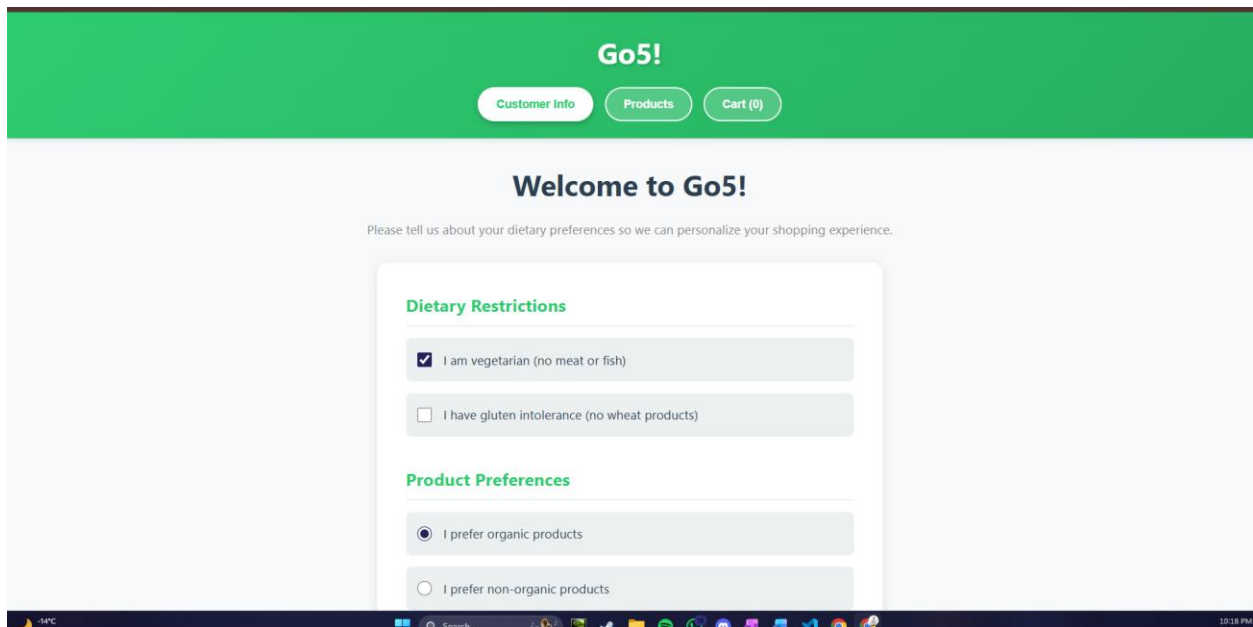 Go5!
Customer Info
Products
Cart (0)
Welcome to Go5!
Please tell us about your dietary preferences so we can personalize your shopping experience.
Dietary Restrictions
I am vegetarian (no meat or fish)
I have gluten intolerance (no wheat products)
Product Preferences
I prefer organic products
I prefer non-organic products
-14°C
Search
10:18 PM